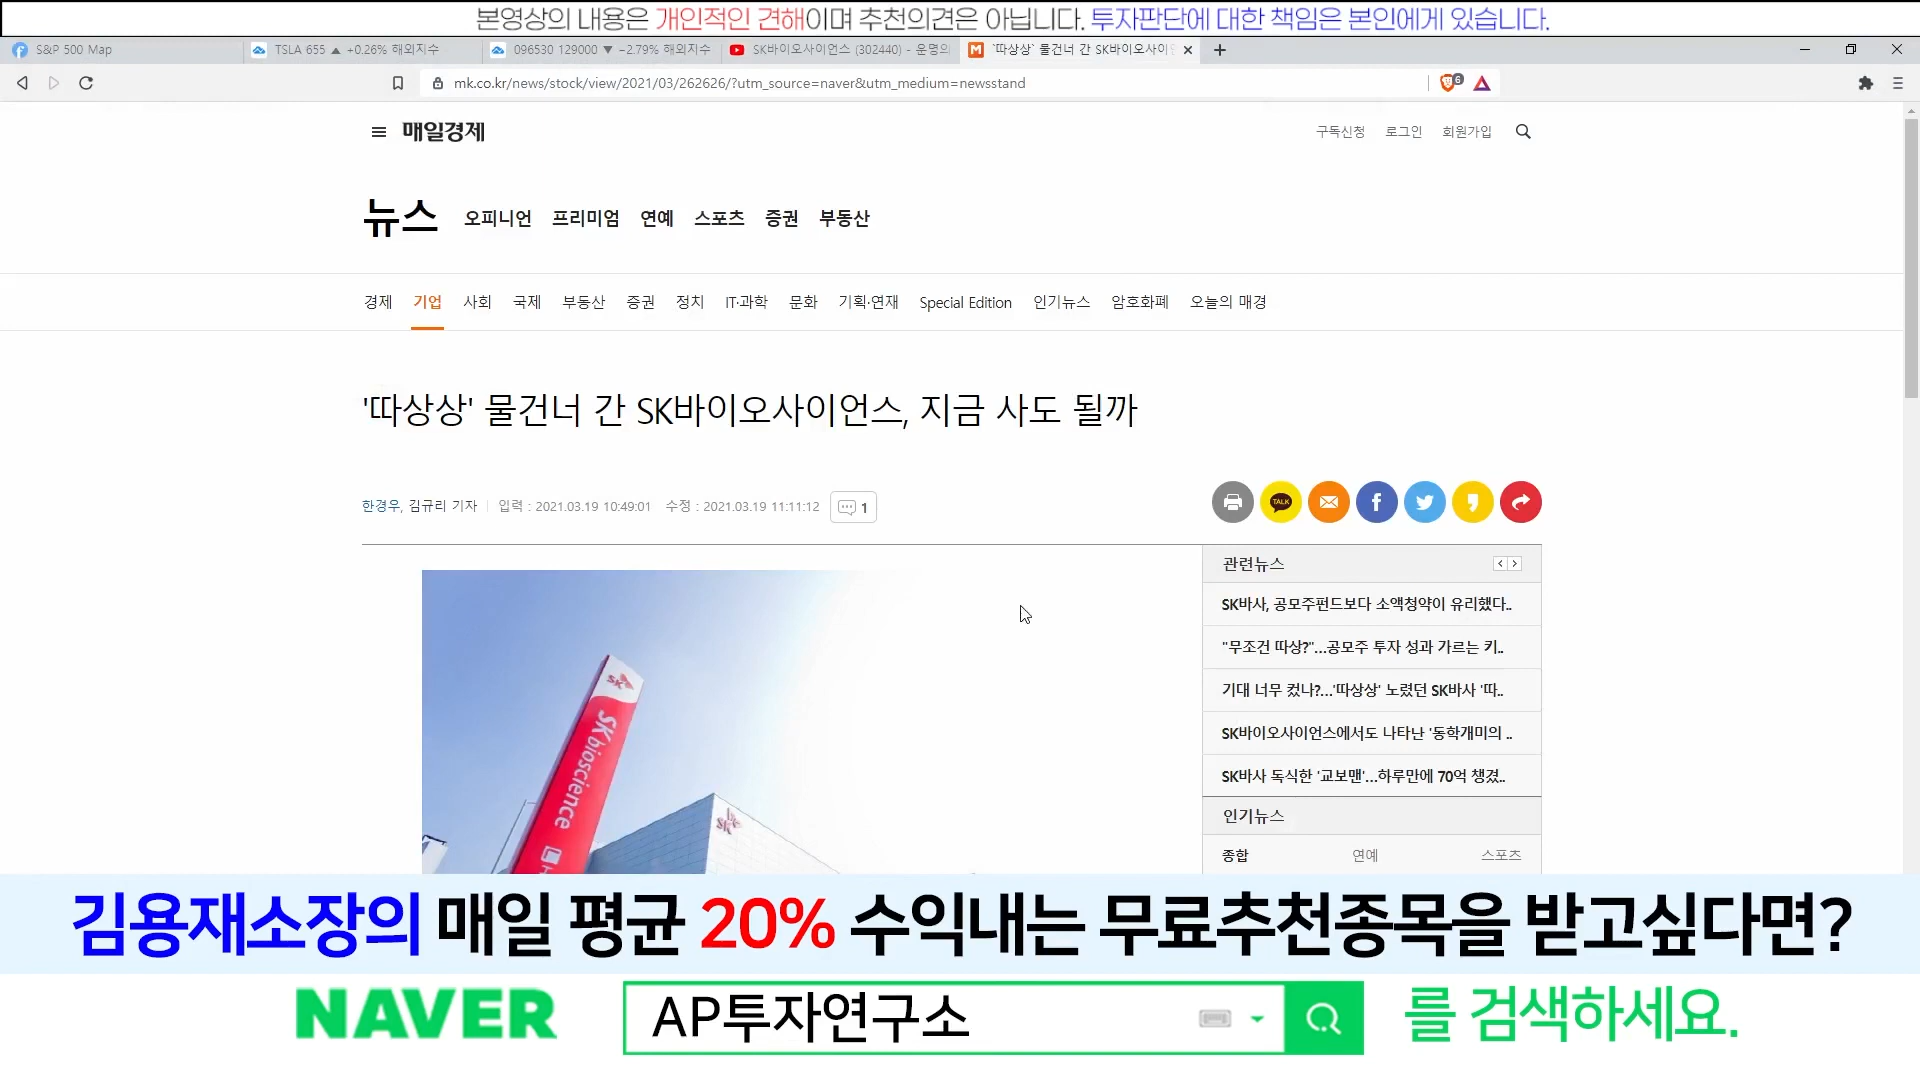 본영상의 내용은 개인적인 견해이며 추천의견은 아닙니다. 투자판단에 대한 책임은 본인에게 있습니다.
S&P 500 Map
TSLA 655 ▲ +0.26% 해외지수
096530 129000 ▼ -2.79% 해외지수
SK바이오사이언스 (302440) - 운명의
'따상상' 물건너 간 SK바이오사이언
mk.co.kr/news/stock/view/2021/03/262626/?utm_source=naver&utm_medium=newsstand
6
매일경제
구독신청 로그인 회원가입
뉴스 오피니언 프리미엄 연예 스포츠 증권 부동산
경제 기업 사회 국제 부동산 증권 정치 IT·과학 문화 기획·연재 Special Edition 인기뉴스 암호화폐 오늘의 매경
'따상상' 물건너 간 SK바이오사이언스, 지금 사도 될까
한경우, 김규리 기자 입력 : 2021.03.19 10:49:01 수정 : 2021.03.19 11:11:12 1
TALK
관련뉴스
SK바사, 공모주펀드보다 소액청약이 유리했다..
"무조건 따상?"...공모주 투자 성과 가르는 키..
기대 너무 컸나?...'따상상' 노렸던 SK바사 '따..
SK바이오사이언스에서도 나타난 '동학개미의 ..
SK바사 독식한 '교보맨'...하루만에 70억 챙겼..
인기뉴스
종합 연예 스포츠
SK
SK bioscience
SK
김용재소장의 매일 평균 20% 수익내는 무료추천종목을 받고싶다면?
NAVER AP투자연구소 를 검색하세요.